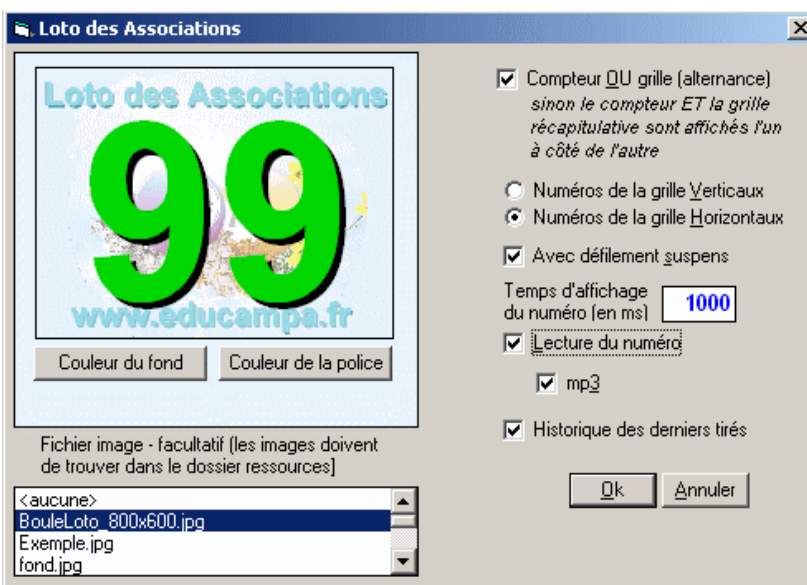 Loto des Associations
Loto des Associations
99
www.educampa.fr
Couleur du fond
Couleur de la police
Fichier image - facultatif (les images doivent
de trouver dans le dossier ressources]
<aucune>
BouleLoto_800x600.jpg
Exemple.jpg
fond.jpg
Compteur OU grille (alternance)
sinon le compteur ET la grille
récapitulative sont affichés l'un
à côté de l'autre
Numéros de la grille Verticaux
Numéros de la grille Horizontaux
Avec défilement suspens
Temps d'affichage
du numéro (en ms)
1000
Lecture du numéro
mp3
Historique des derniers tirés
Ok
Annuler